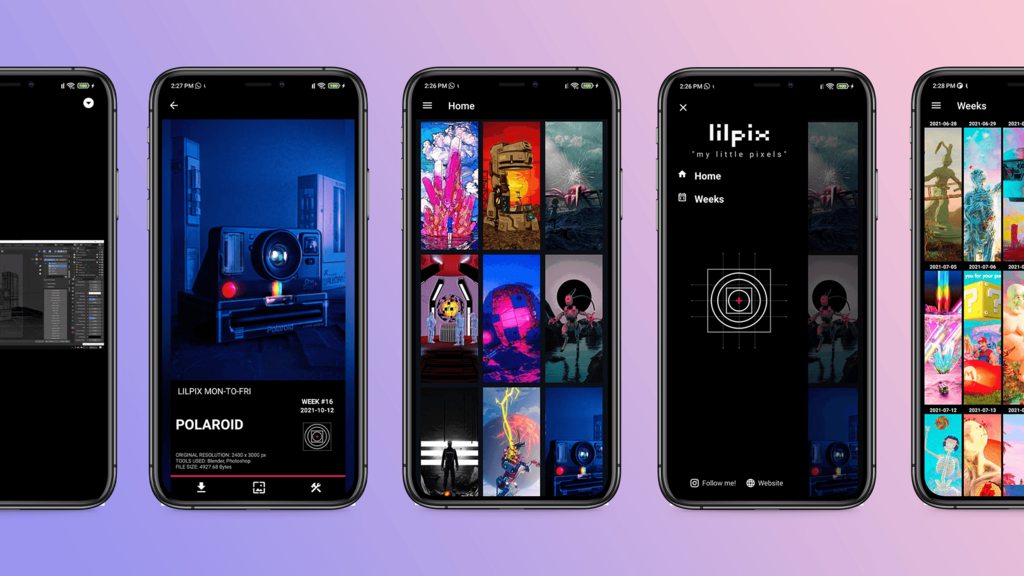 2:27 PM
Polaroid
LILPIX MON-TO-FRI
WEEK #16
2021-10-12
POLAROID
ORIGINAL RESOLUTION: 2400 x 3000 px
TOOLS USED: Blender, Photoshop
FILE SIZE: 4927.68 Bytes
2:26 PM
Home
2:26 PM
lilpix
"my little pixels"
Home
Weeks
Follow me!
Website
2:28 PM
Weeks
2021-06-28
2021-06-29
2021-07-05
2021-07-06
2021-07-12
2021-07-13